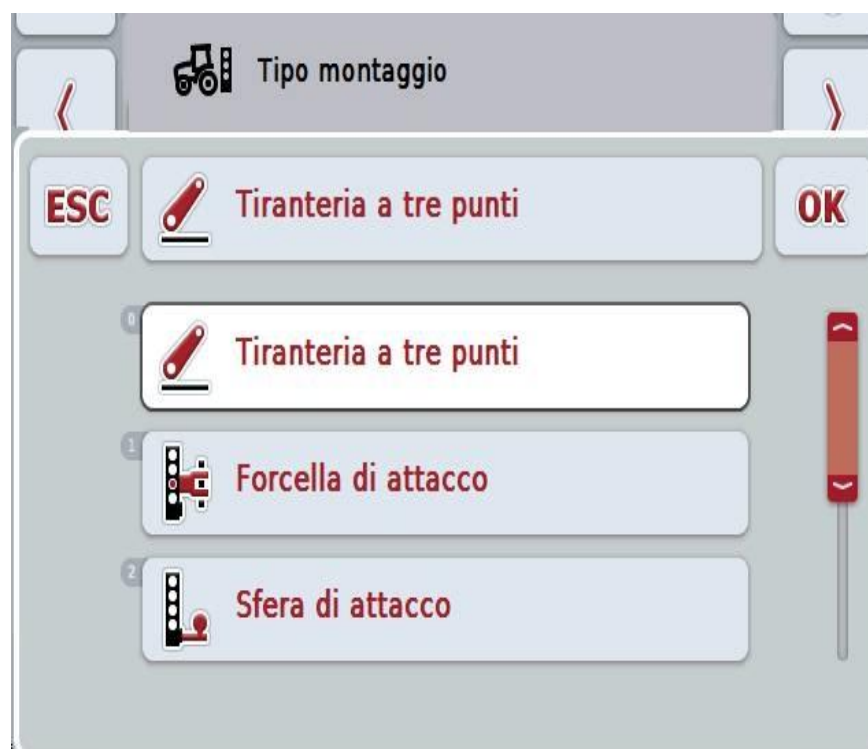 Tipo montaggio
ESC
Tiranteria a tre punti
OK
0
Tiranteria a tre punti
1
Forcella di attacco
2
Sfera di attacco